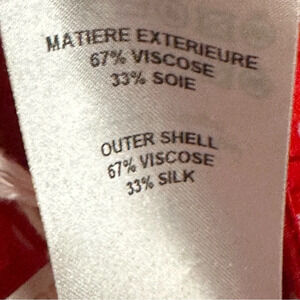 MATIERE EXTERIEURE
67% VISCOSE
33% SOIE
OUTER SHELL
67% VISCOSE
33% SILK